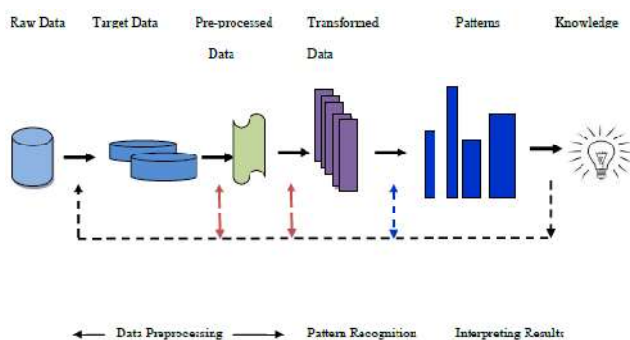 Raw Data Target Data Pre-processed Transformed Patterns Knowledge
Data Data
Data Preprocessing Pattern Recognition Interpreting Results